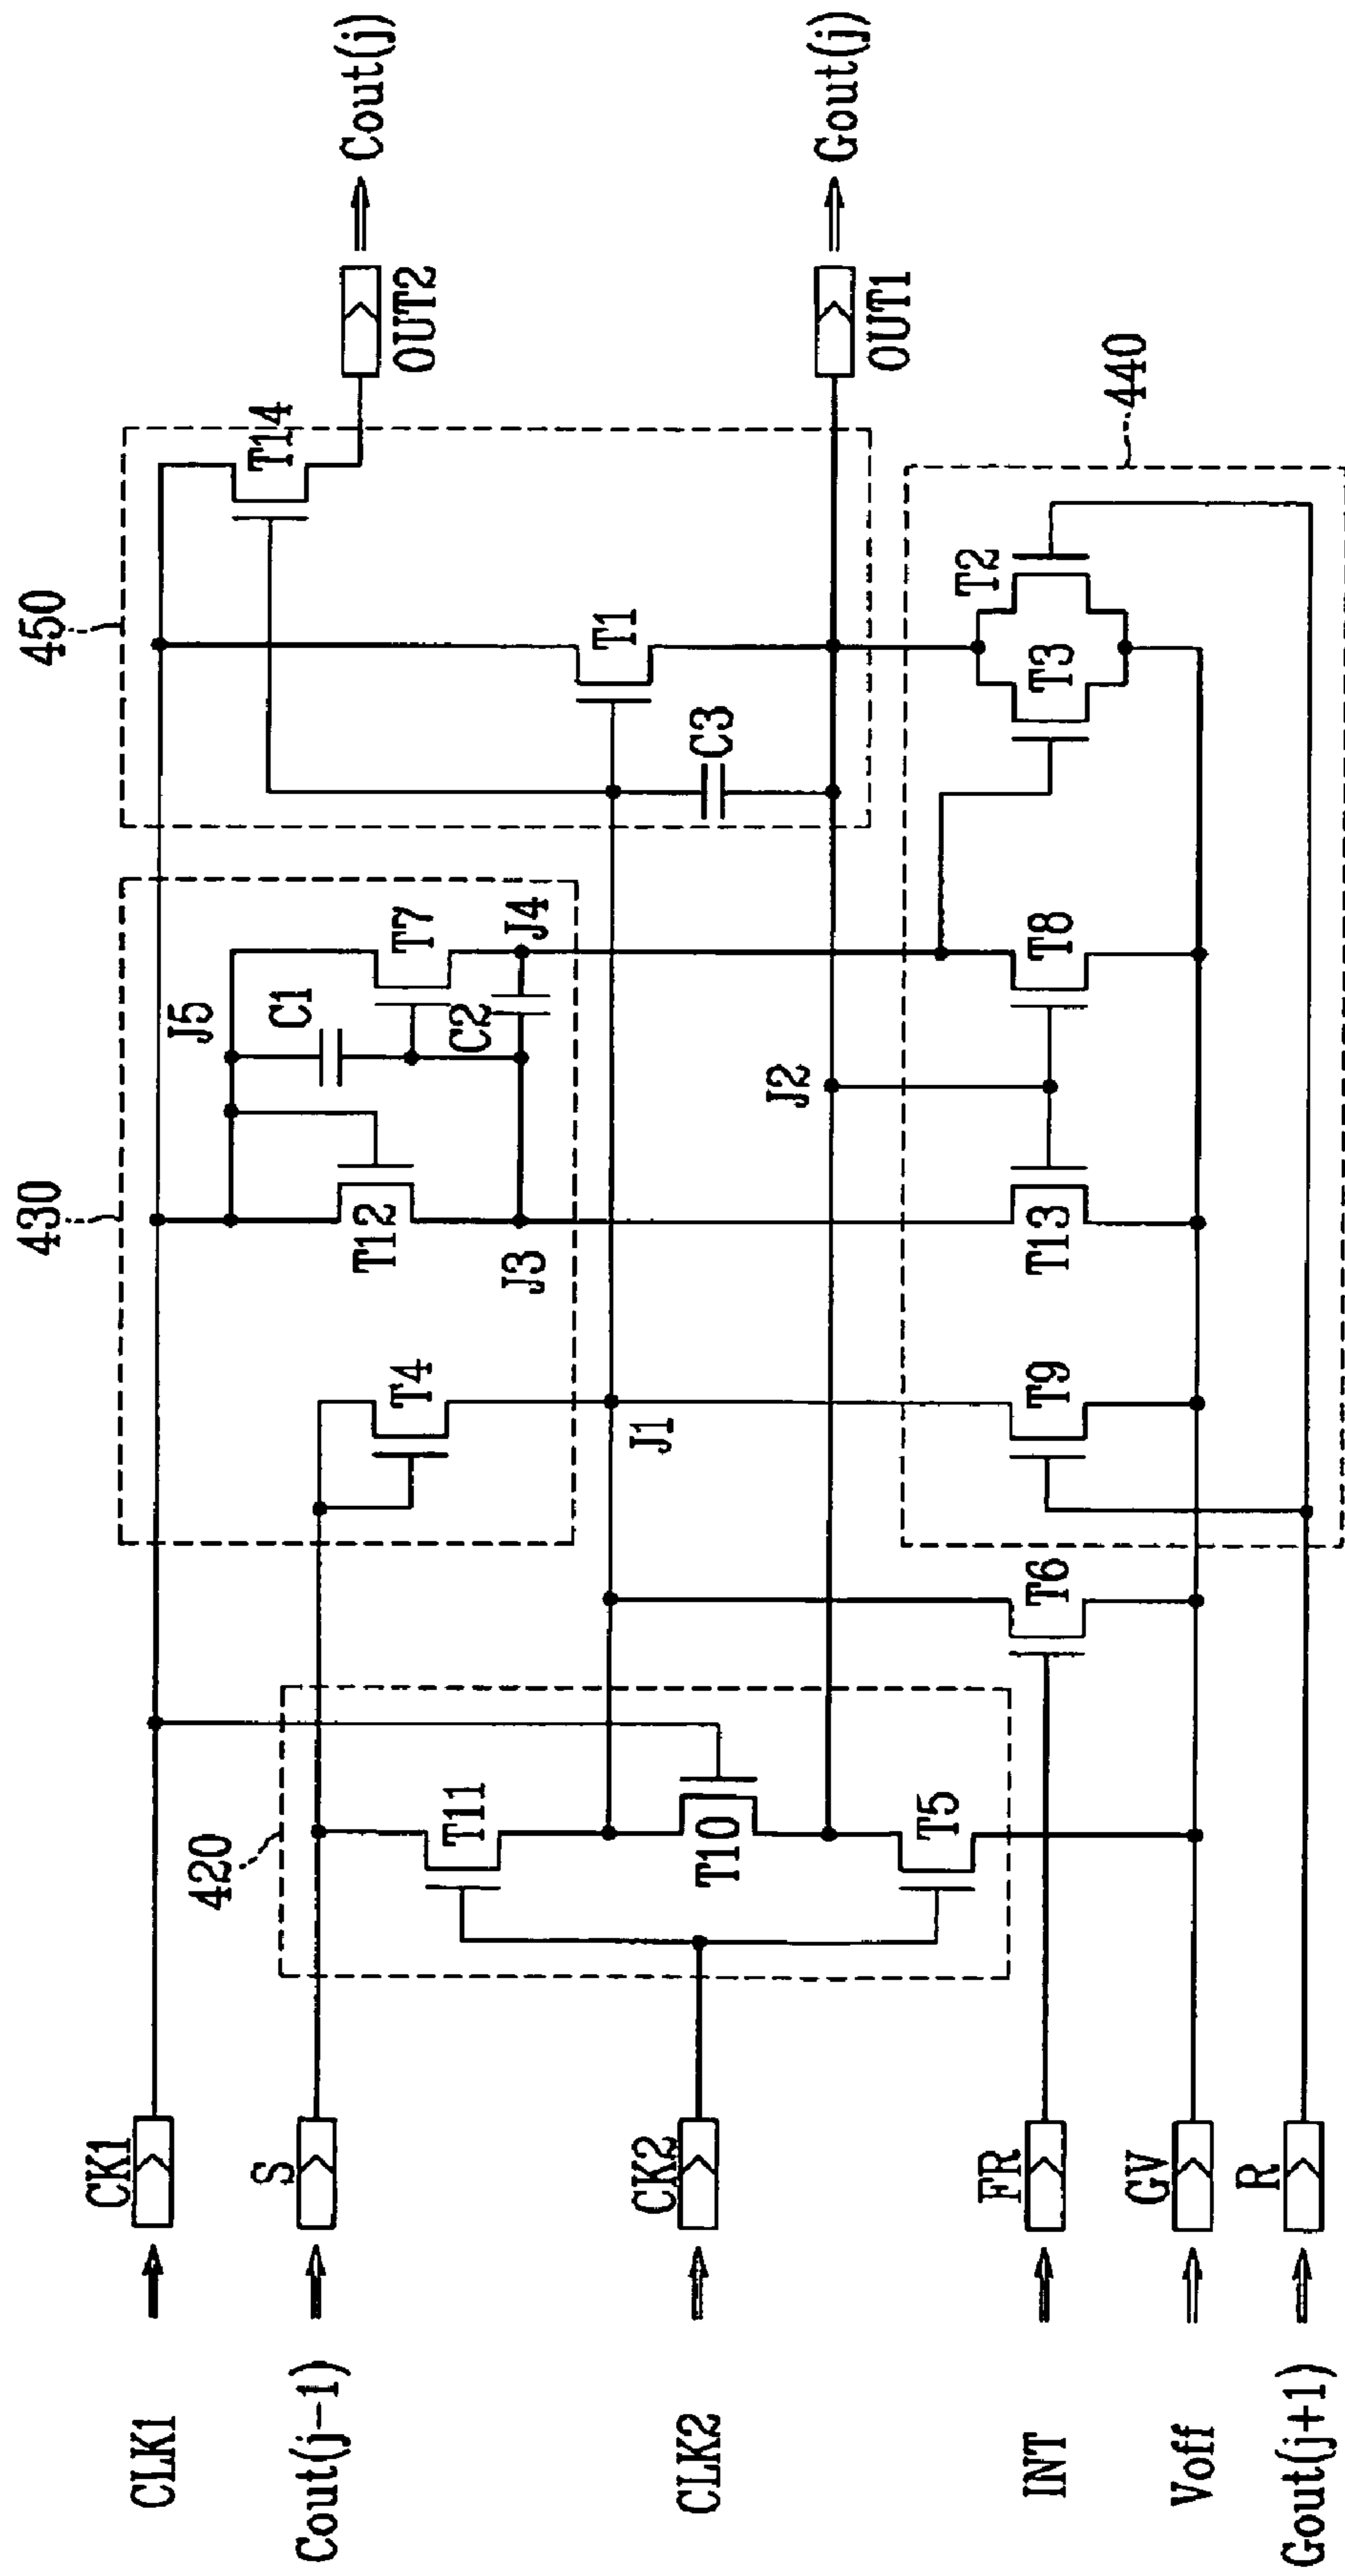 CLK1
CK1
Cout(j-1)
S
CLK2
CK2
INT
FR
Voff
GV
Gout(j+1)
R
420
T11
T10
T5
T6
430
T4
J1
T12
J3
J5
C1
T7
C2
J4
J2
T9
T13
T8
440
T3
T2
450
T14
T1
C3
OUT2
Cout(j)
OUT1
Gout(j)